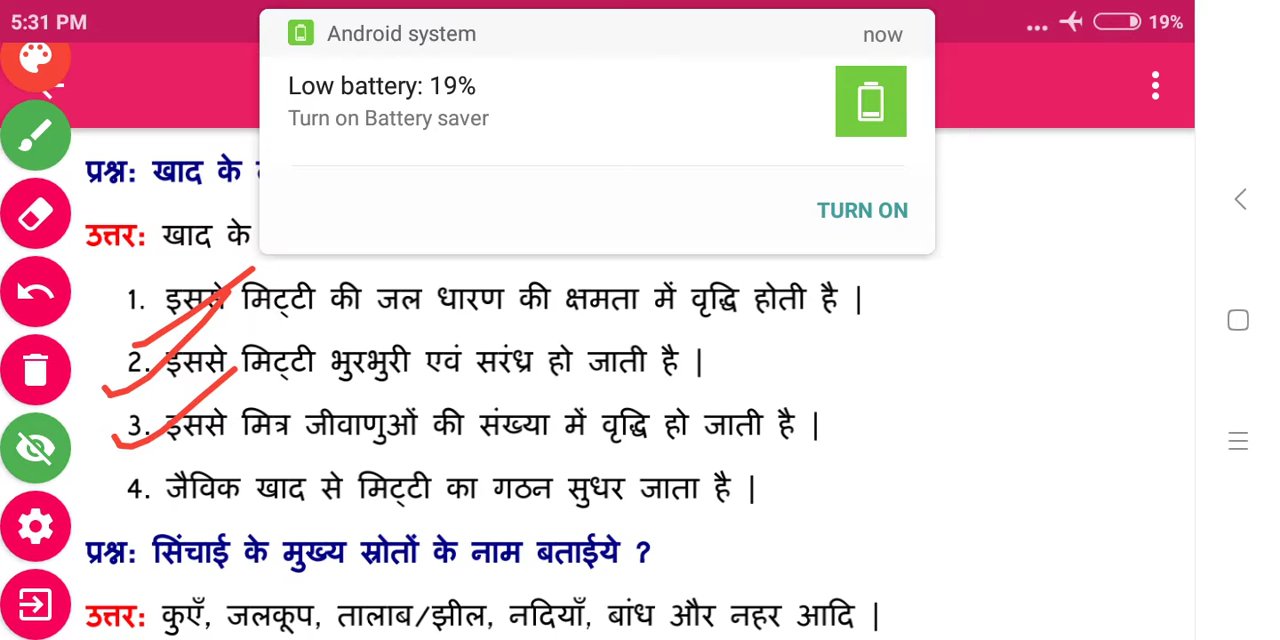 5:31 PM
Android system now
... 19%
Low battery: 19%
Turn on Battery saver
TURN ON
प्रश्न: खाद के
उत्तर: खाद के
1. इससे मिट्टी की जल धारण की क्षमता में वृद्धि होती है |
2. इससे मिट्टी भुरभुरी एवं सरंध्र हो जाती है |
3. इससे मित्र जीवाणुओं की संख्या में वृद्धि हो जाती है |
4. जैविक खाद से मिट्टी का गठन सुधर जाता है |
प्रश्न: सिंचाई के मुख्य स्रोतों के नाम बताईये ?
उत्तर: कुएँ, जलकूप, तालाब/झील, नदियाँ, बांध और नहर आदि |